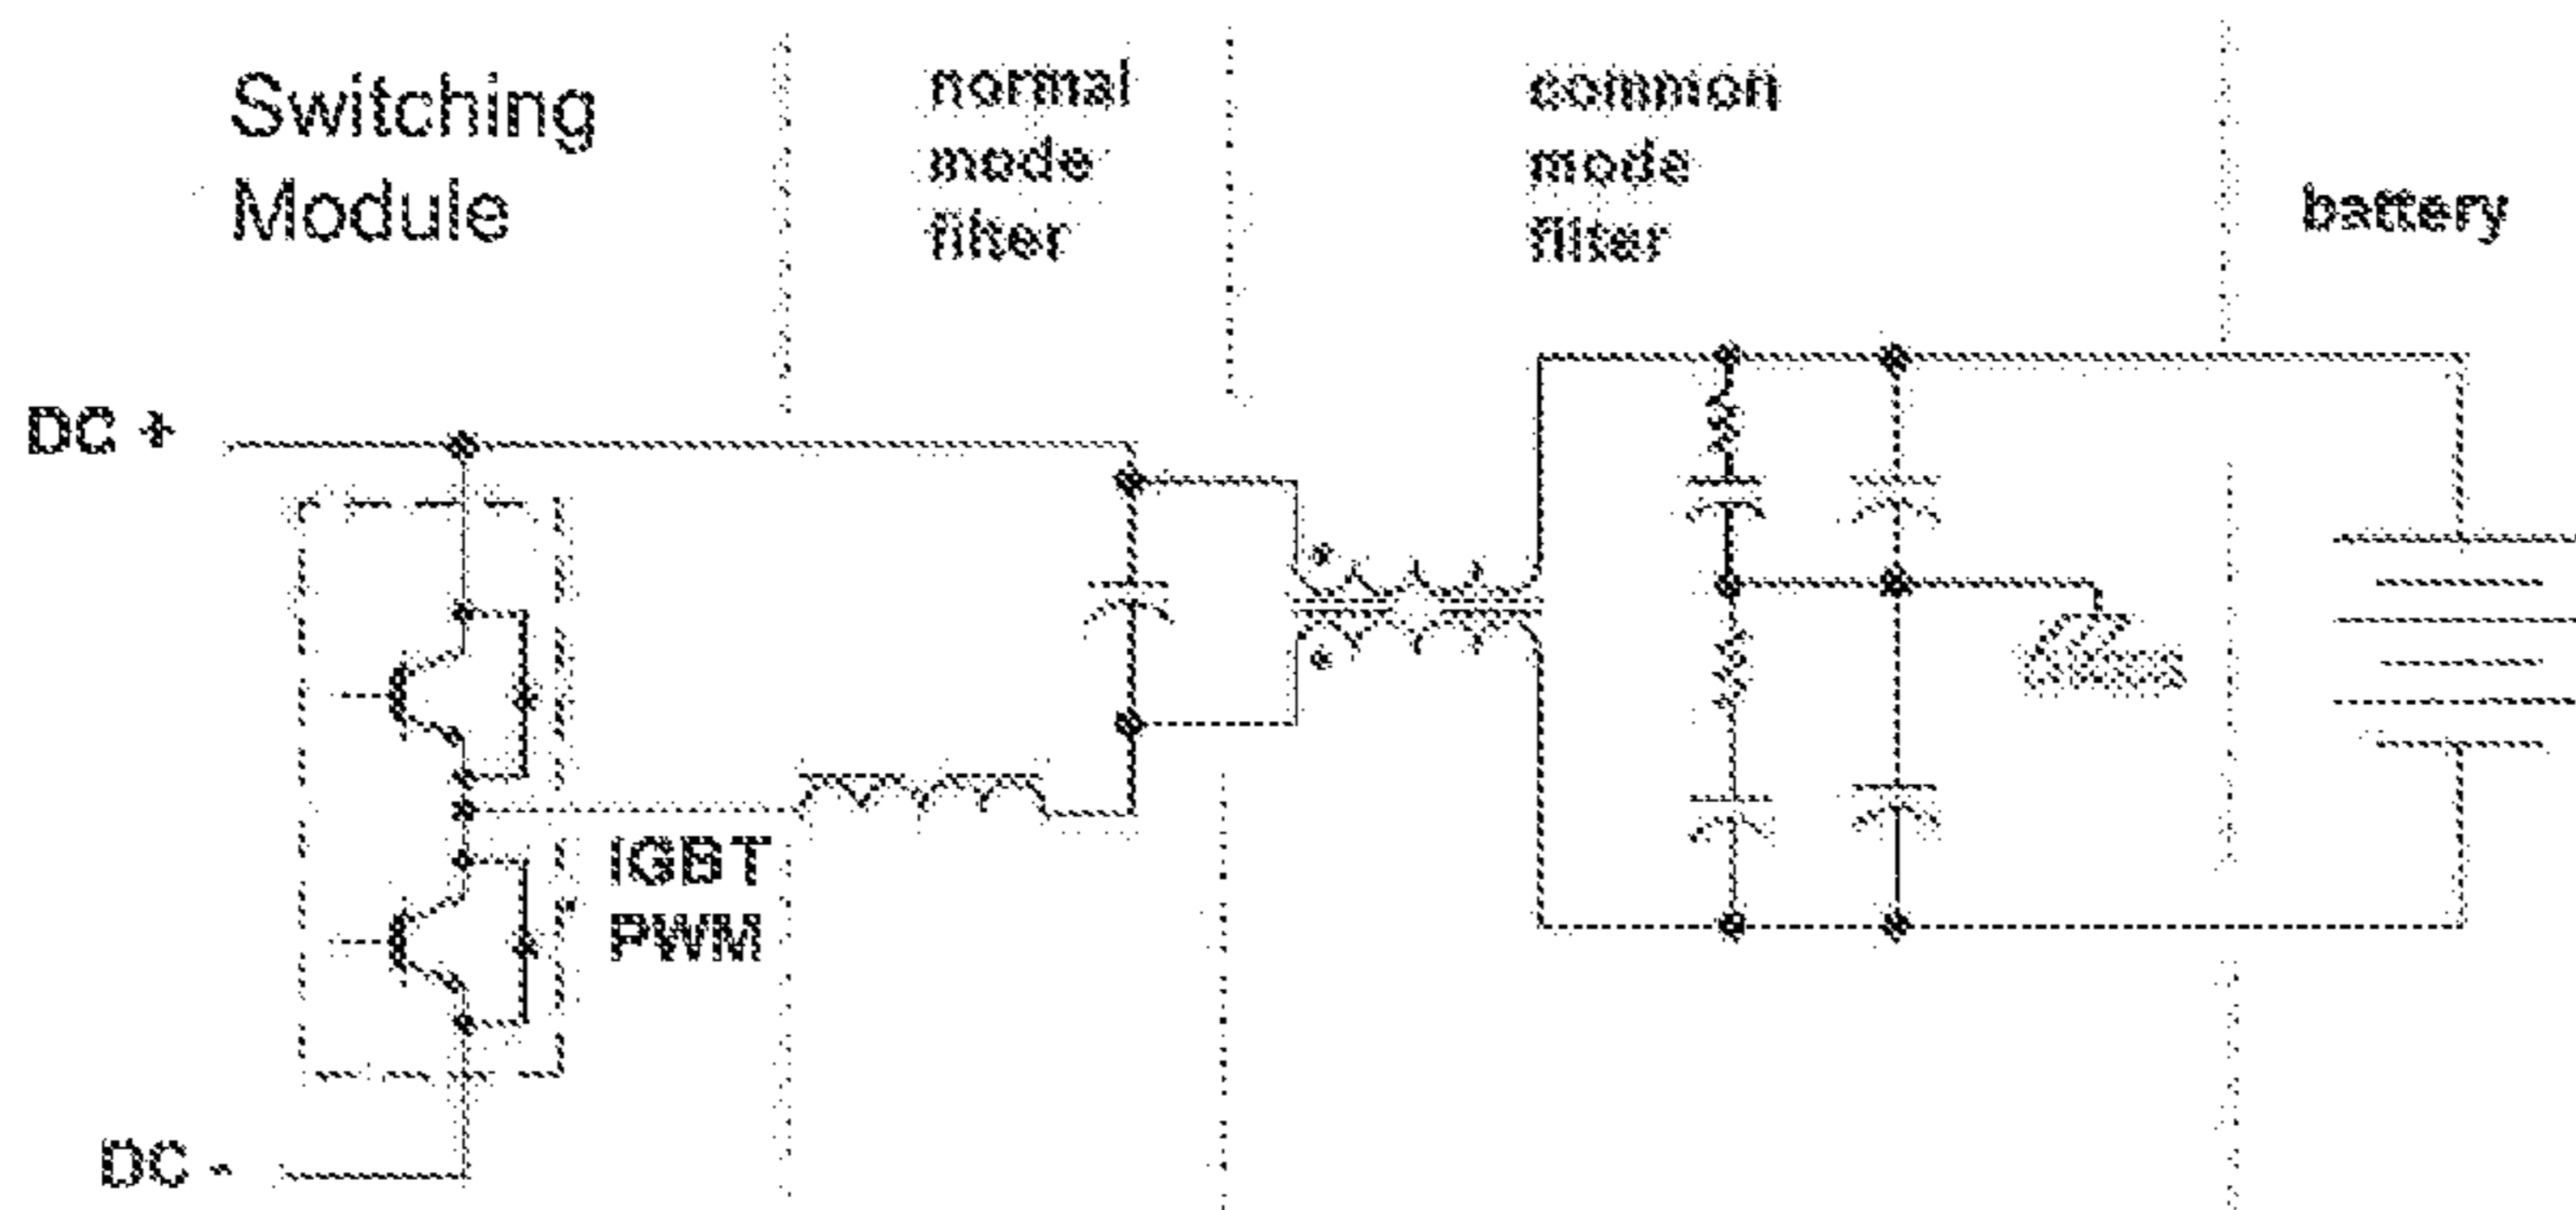 Switching
Module
normal
mode
filter
common
mode
filter
battery
DC +
IGBT
PWM
DC -